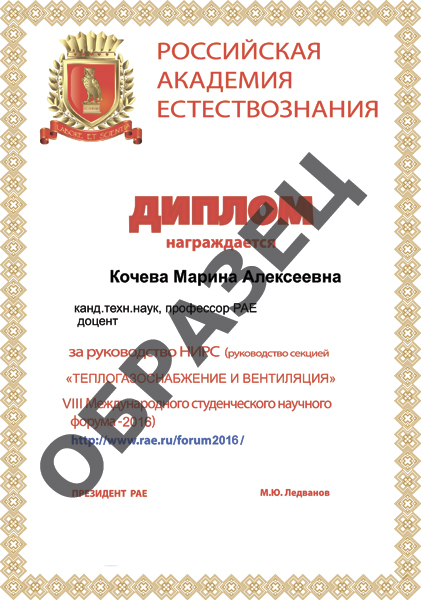 LABORE ET SCIENTIA
РОССИЙСКАЯ
АКАДЕМИЯ
ЕСТЕСТВОЗНАНИЯ
ДИПЛОМ
награждается
Кочева Марина Алексеевна
канд.техн.наук, профессор РАЕ
доцент
за руководство НИРС (руководство секцией
«ТЕПЛОГАЗОСНАБЖЕНИЕ И ВЕНТИЛЯЦИЯ»
VIII Международного студенческого научного
форума-2016)
http://www.rae.ru/forum2016/
ПРЕЗИДЕНТ РАЕ М.Ю. Ледванов
ОБРАЗЕЦ